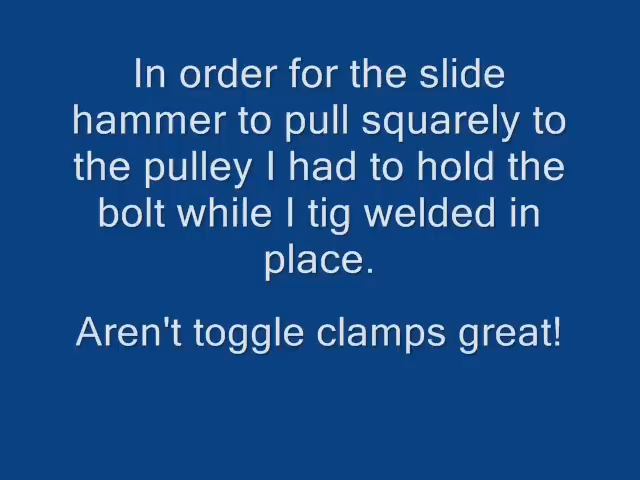 In order for the slide
hammer to pull squarely to
the pulley I had to hold the
bolt while I tig welded in
place.
Aren't toggle clamps great!